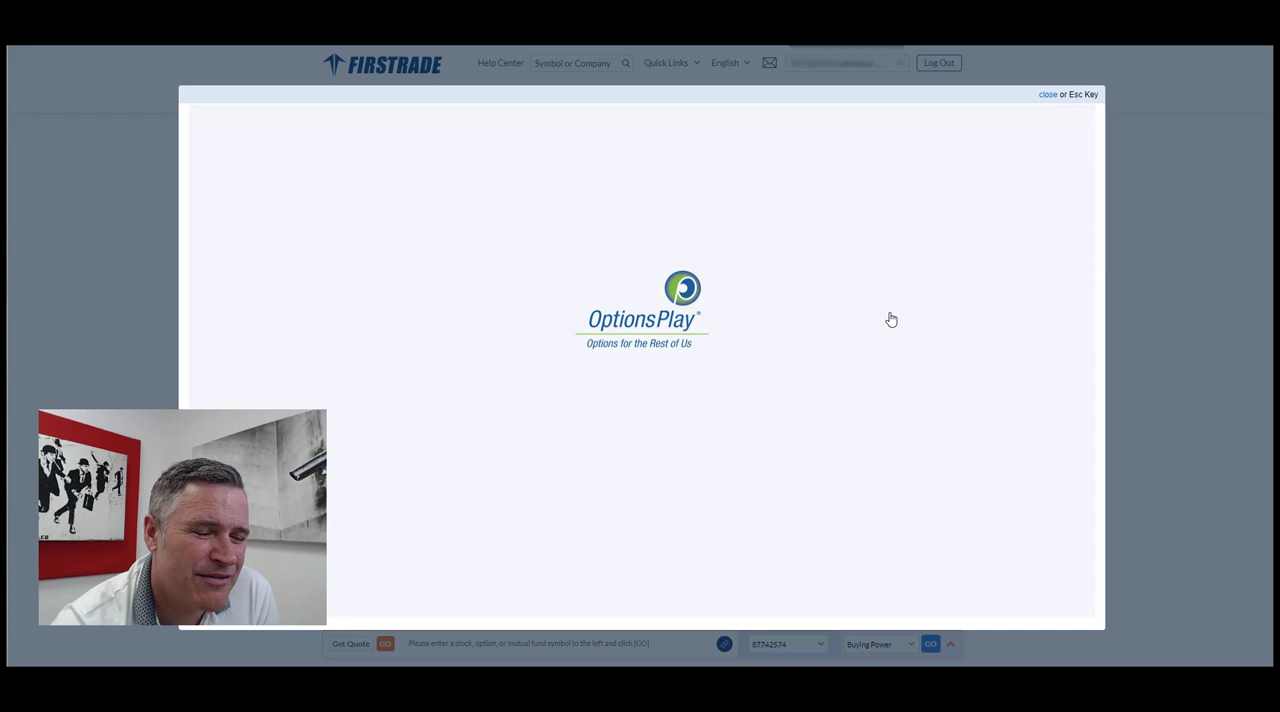 FIRSTRADE
Help Center
Symbol or Company
Quick Links
English
Log Out
close or Esc Key
OptionsPlay®
Options for the Rest of Us
Get Quote
GO
Please enter a stock, option, or mutual fund symbol to the left and click [GO]
87742574
Buying Power
GO